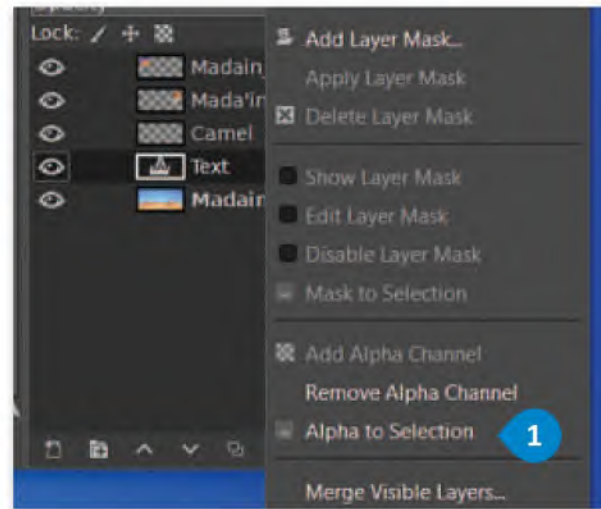 Lock:
Madain_
Mada'in
Camel
Text
Madain
Add Layer Mask...
Apply Layer Mask
Delete Layer Mask
Show Layer Mask
Edit Layer Mask
Disable Layer Mask
Mask to Selection
Add Alpha Channel
Remove Alpha Channel
Alpha to Selection
1
Merge Visible Layers...